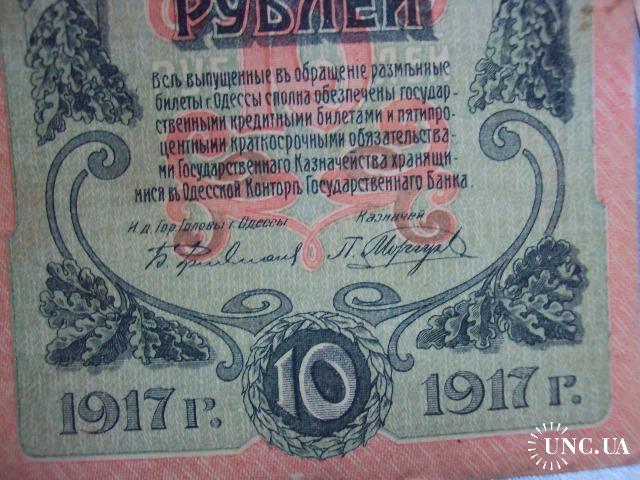 РУБЛЕЙ
Всѣ выпущенные въ обращеніе размѣнные
билеты г. Одессы сполна обезпечены государ-
ственными кредитными билетами и пятипро-
центными краткосрочными обязательства-
ми Государственнаго Казначейства хранящи-
мися въ Одесской Конторѣ Государственнаго Банка.
И.д. Гор. Головы г. Одессы
Казначей
10
1917 г.
1917 г.
UNC.UA